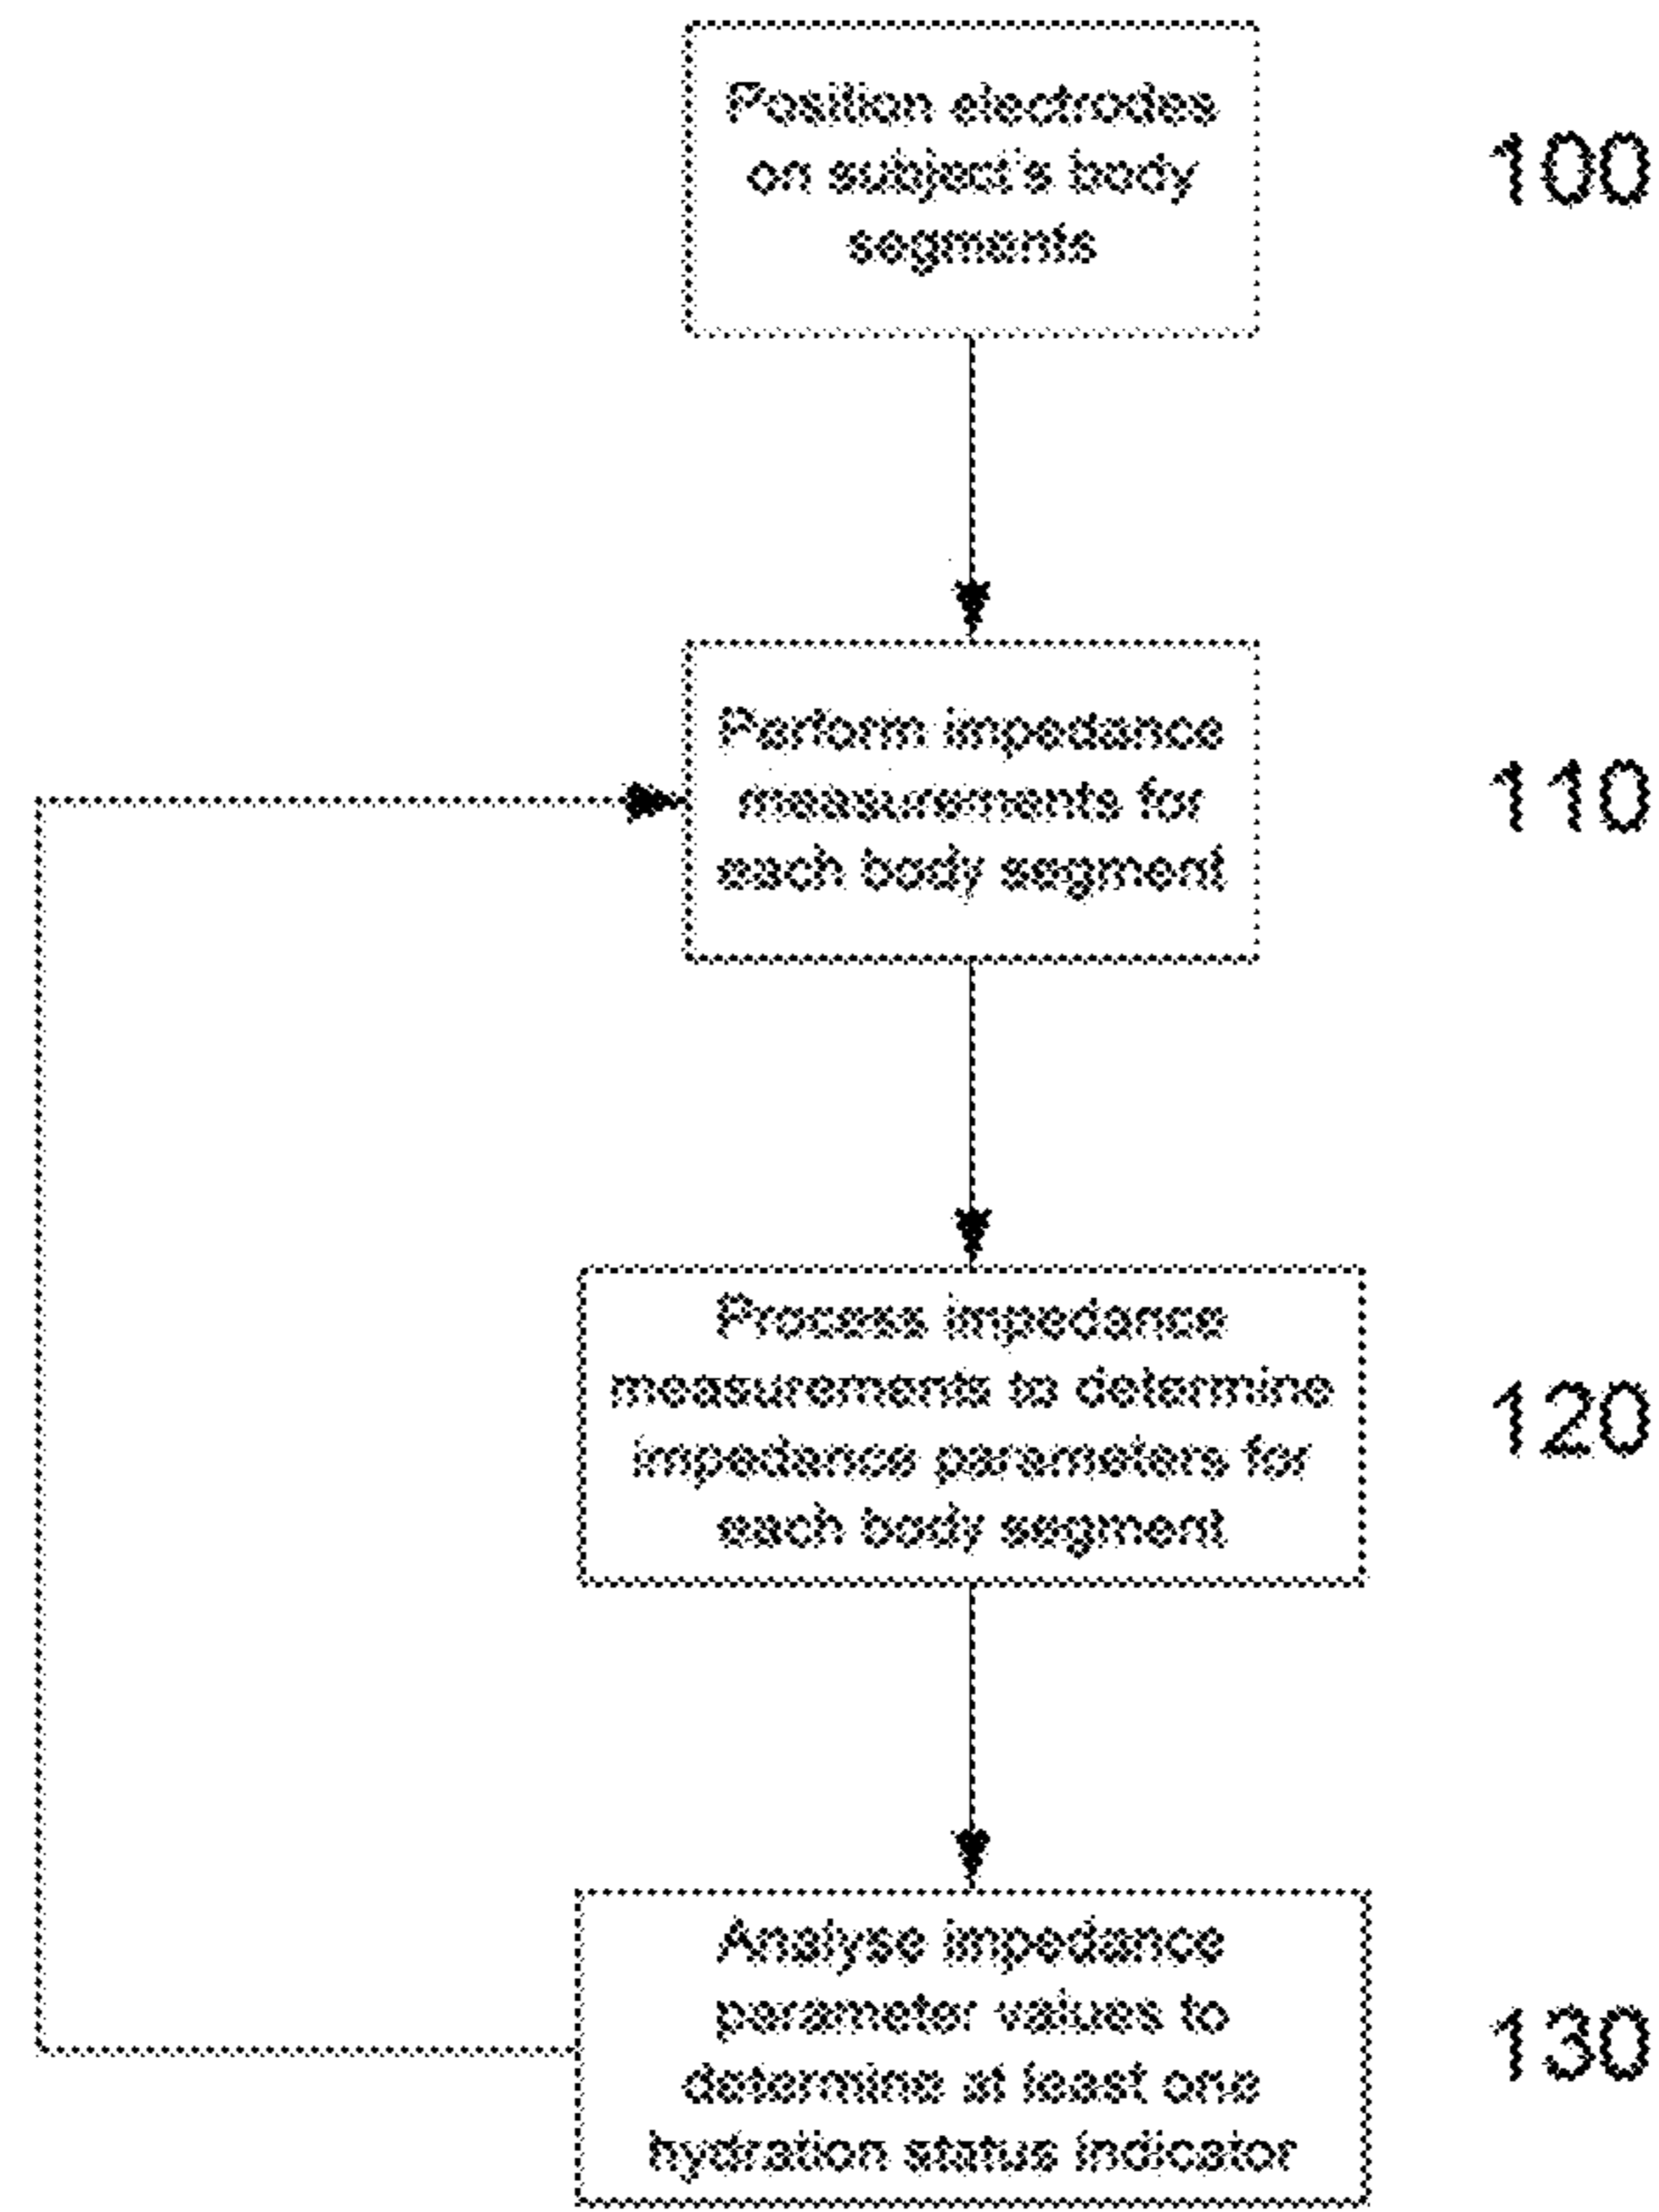 Position electrodes
on subject's body
segments
100
Perform impedance
measurements for
each body segment
110
Process impedance
measurements to determine
impedance parameters for
each body segment
120
Analyse impedance
parameter values to
determine at least one
hydration status indicator
130